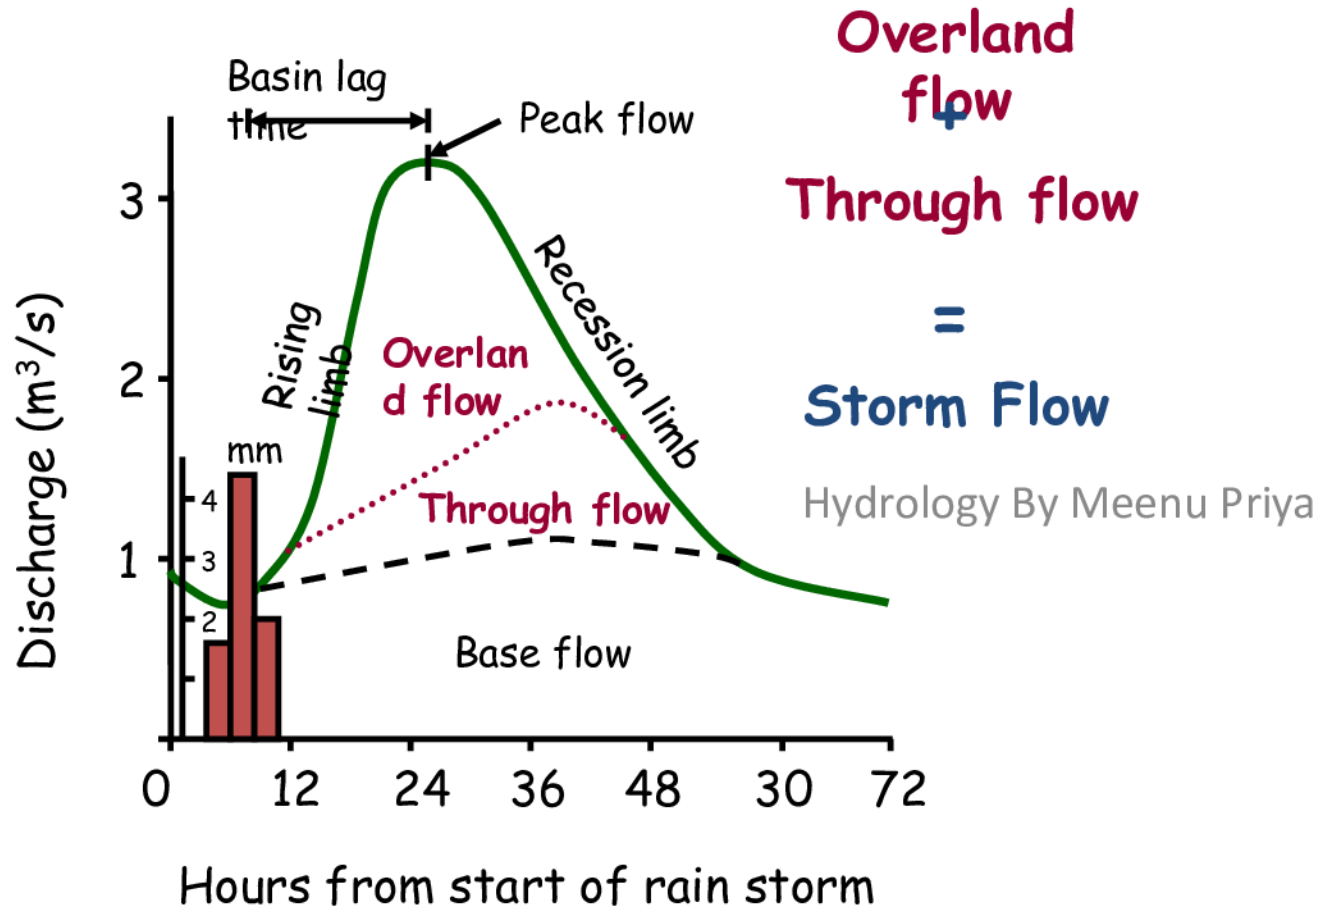 Overland
flow
+
Through flow
=
Storm Flow
Hydrology By Meenu Priya
Basin lag
time
Peak flow
Rising
limb
Recession limb
Overlan
d flow
Through flow
Base flow
mm
4
3
2
Discharge (m³/s)
3
2
1
0 12 24 36 48 30 72
Hours from start of rain storm